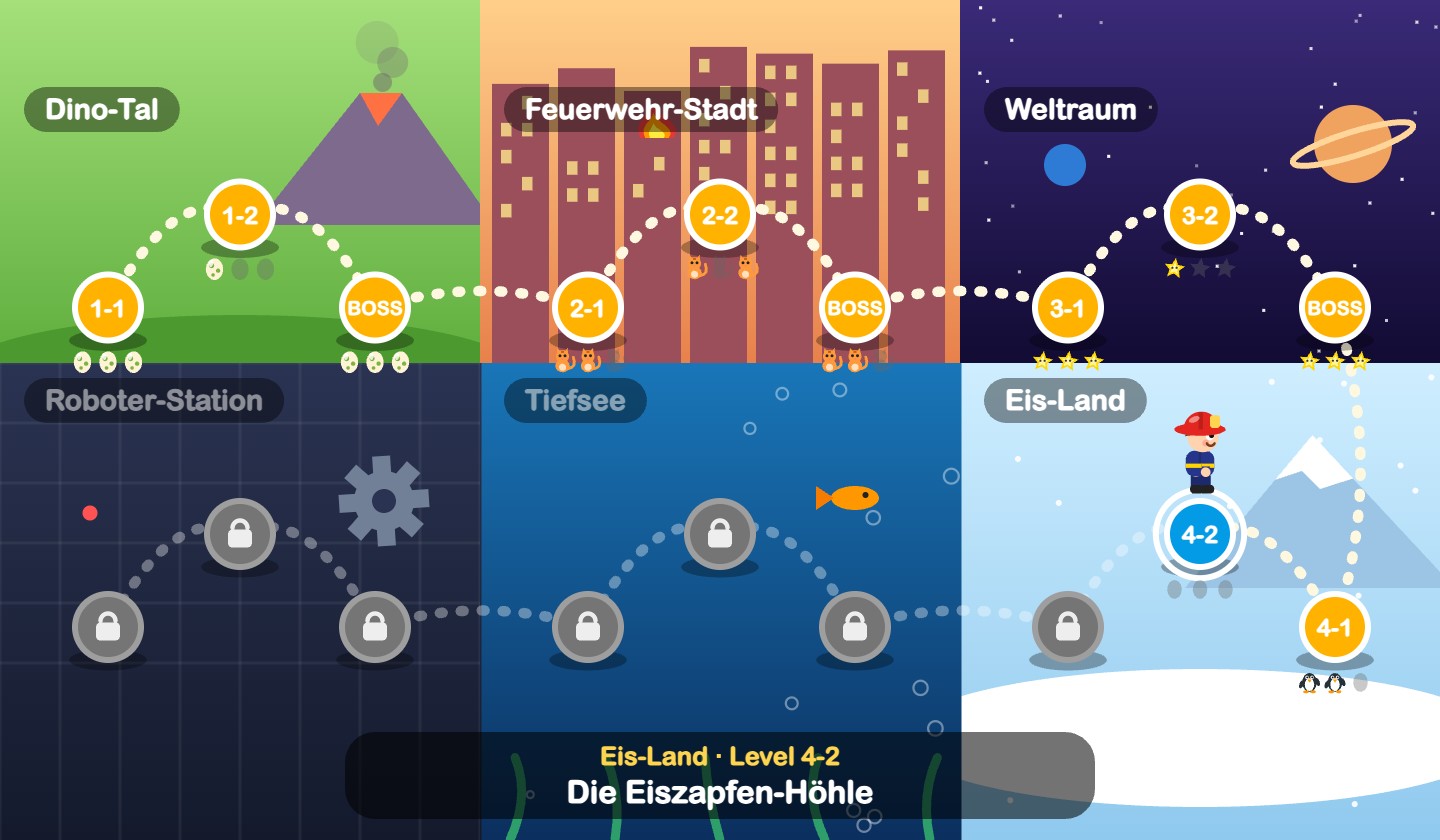 Dino-Tal
1-1
1-2
BOSS
Feuerwehr-Stadt
2-1
2-2
BOSS
Weltraum
3-1
3-2
BOSS
Roboter-Station
Tiefsee
Eis-Land
4-2
4-1
Eis-Land · Level 4-2
Die Eiszapfen-Höhle